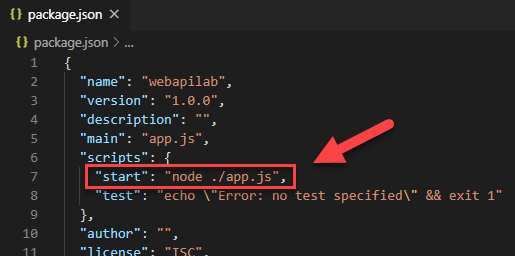 {} package.json ×
{} package.json > ...
1 {
2 "name": "webapilab",
3 "version": "1.0.0",
4 "description": "",
5 "main": "app.js",
6 "scripts": {
7 "start": "node ./app.js",
8 "test": "echo \"Error: no test specified\" && exit 1"
9 },
10 "author": "",
11 "license": "ISC",